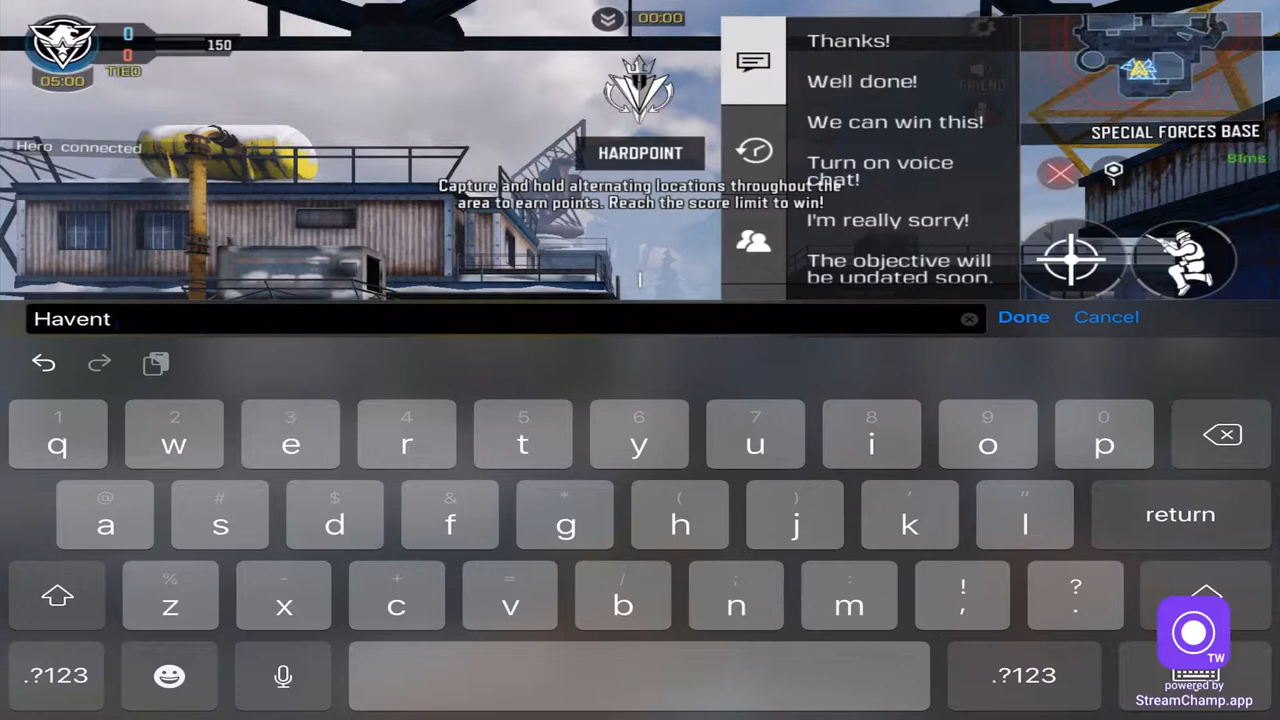 0
0
150
05:00
TIED
Hero connected
00:00
HARDPOINT
Capture and hold alternating locations throughout the
area to earn points. Reach the score limit to win!
Thanks!
Well done!
We can win this!
Turn on voice
chat!
I'm really sorry!
The objective will
be updated soon.
FRIEND
SPECIAL FORCES BASE
81ms
Havent
Done
Cancel
1 2 3 4 5 6 7 8 9 0
q w e r t y u i o p
@ # $ & * ( ) ' "
a s d f g h j k l return
% - + = / ; : ! ?
z x c v b n m , .
.?123 .?123
TW
powered by
StreamChamp.app